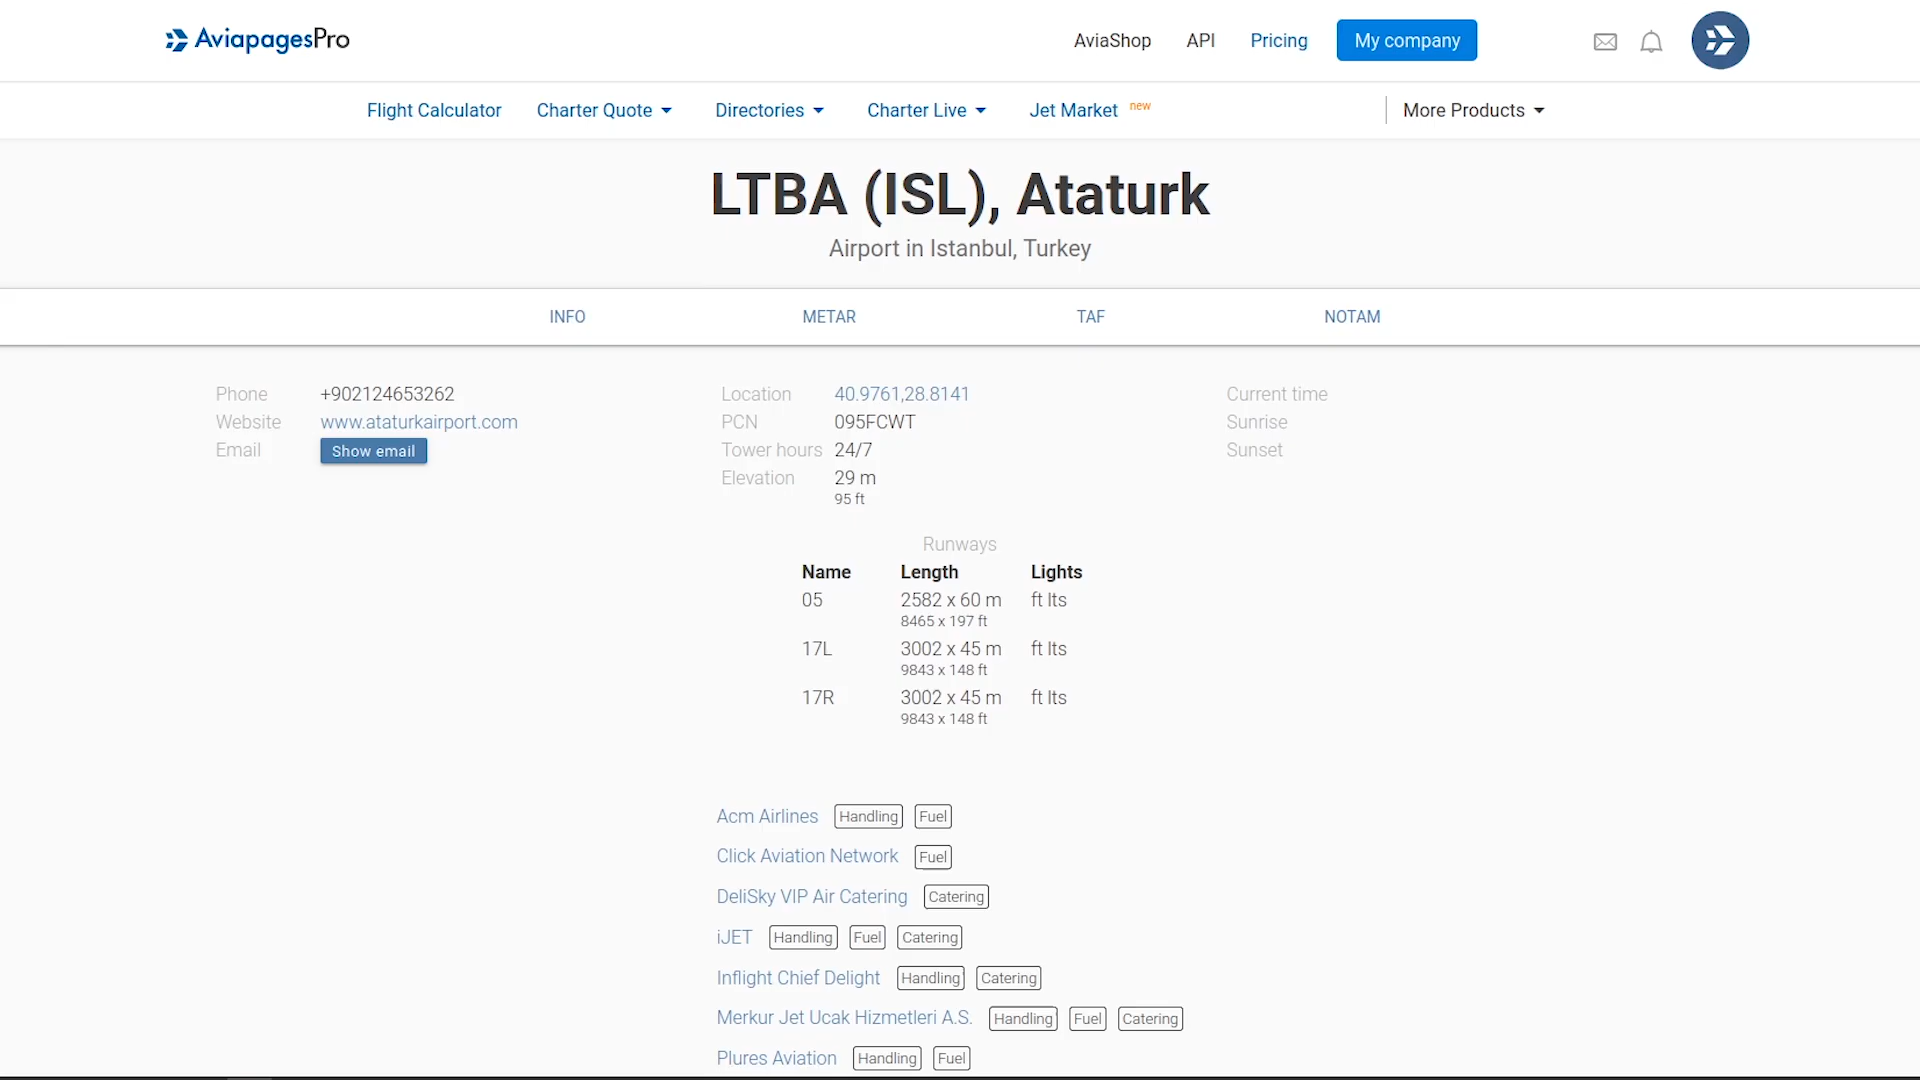 AviapagesPro
AviaShop API Pricing My company
Flight Calculator Charter Quote Directories Charter Live Jet Market new More Products
LTBA (ISL), Ataturk
Airport in Istanbul, Turkey
INFO METAR TAF NOTAM
Phone +902124653262
Website www.ataturkairport.com
Email Show email
Location 40.9761,28.8141
PCN 095FCWT
Tower hours 24/7
Elevation 29 m
95 ft
Current time
Sunrise
Sunset
Runways
Name Length Lights
05 2582 x 60 m ft lts
8465 x 197 ft
17L 3002 x 45 m ft lts
9843 x 148 ft
17R 3002 x 45 m ft lts
9843 x 148 ft
Acm Airlines Handling Fuel
Click Aviation Network Fuel
DeliSky VIP Air Catering Catering
iJET Handling Fuel Catering
Inflight Chief Delight Handling Catering
Merkur Jet Ucak Hizmetleri A.S. Handling Fuel Catering
Plures Aviation Handling Fuel